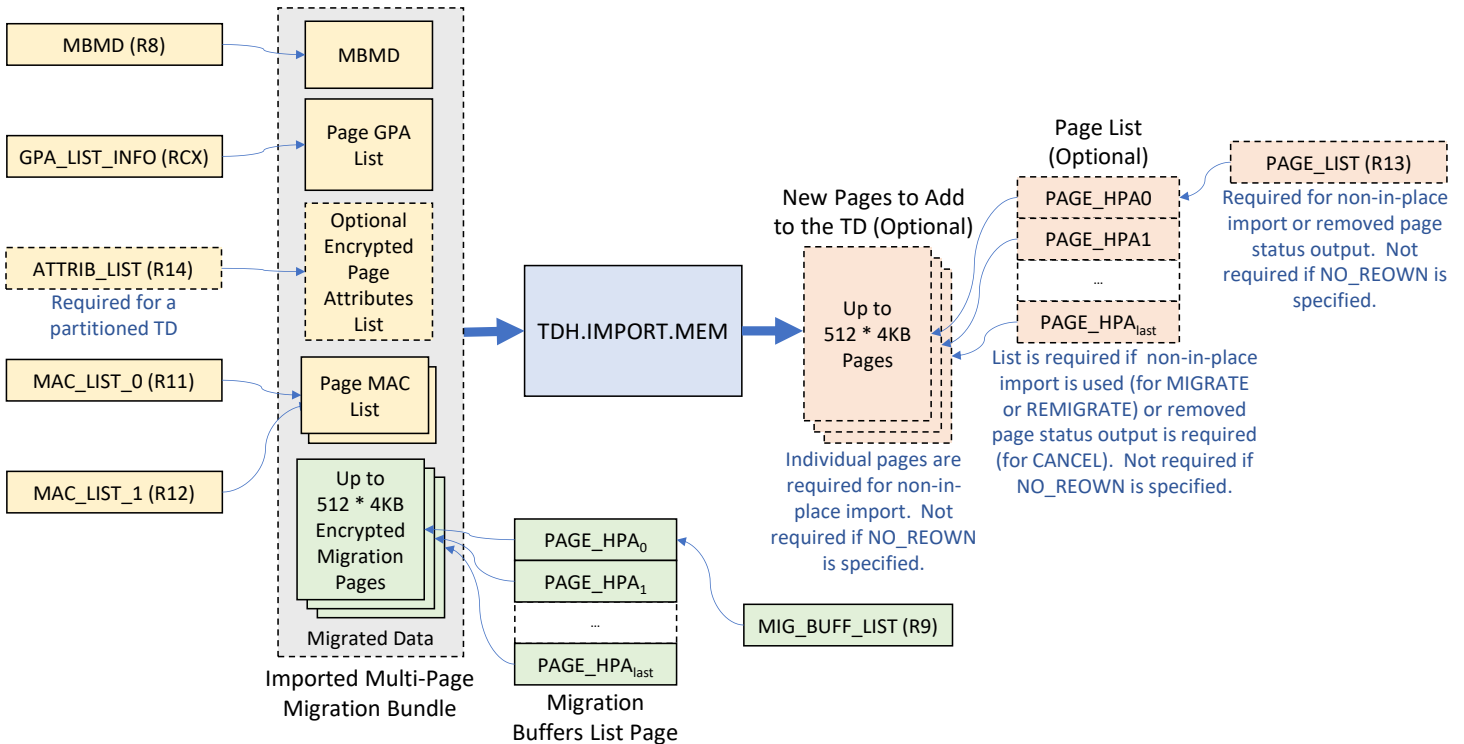 MBMD (R8)
GPA_LIST_INFO (RCX)
ATTRIB_LIST (R14)
Required for a
partitioned TD
MAC_LIST_0 (R11)
MAC_LIST_1 (R12)
MBMD
Page GPA
List
Optional
Encrypted
Page
Attributes
List
Page MAC
List
Up to
512 * 4KB
Encrypted
Migration
Pages
Migrated Data
Imported Multi-Page
Migration Bundle
PAGE_HPA0
PAGE_HPA1
...
PAGE_HPAlast
Migration
Buffers List Page
MIG_BUFF_LIST (R9)
TDH.IMPORT.MEM
New Pages to Add
to the TD (Optional)
Up to
512 * 4KB
Pages
Individual pages are
required for non-in-
place import. Not
required if NO_REOWN
is specified.
Page List
(Optional)
PAGE_HPA0
PAGE_HPA1
...
PAGE_HPAlast
List is required if non-in-place
import is used (for MIGRATE
or REMIGRATE) or removed
page status output is required
(for CANCEL). Not required if
NO_REOWN is specified.
PAGE_LIST (R13)
Required for non-in-place
import or removed page
status output. Not
required if NO_REOWN is
specified.